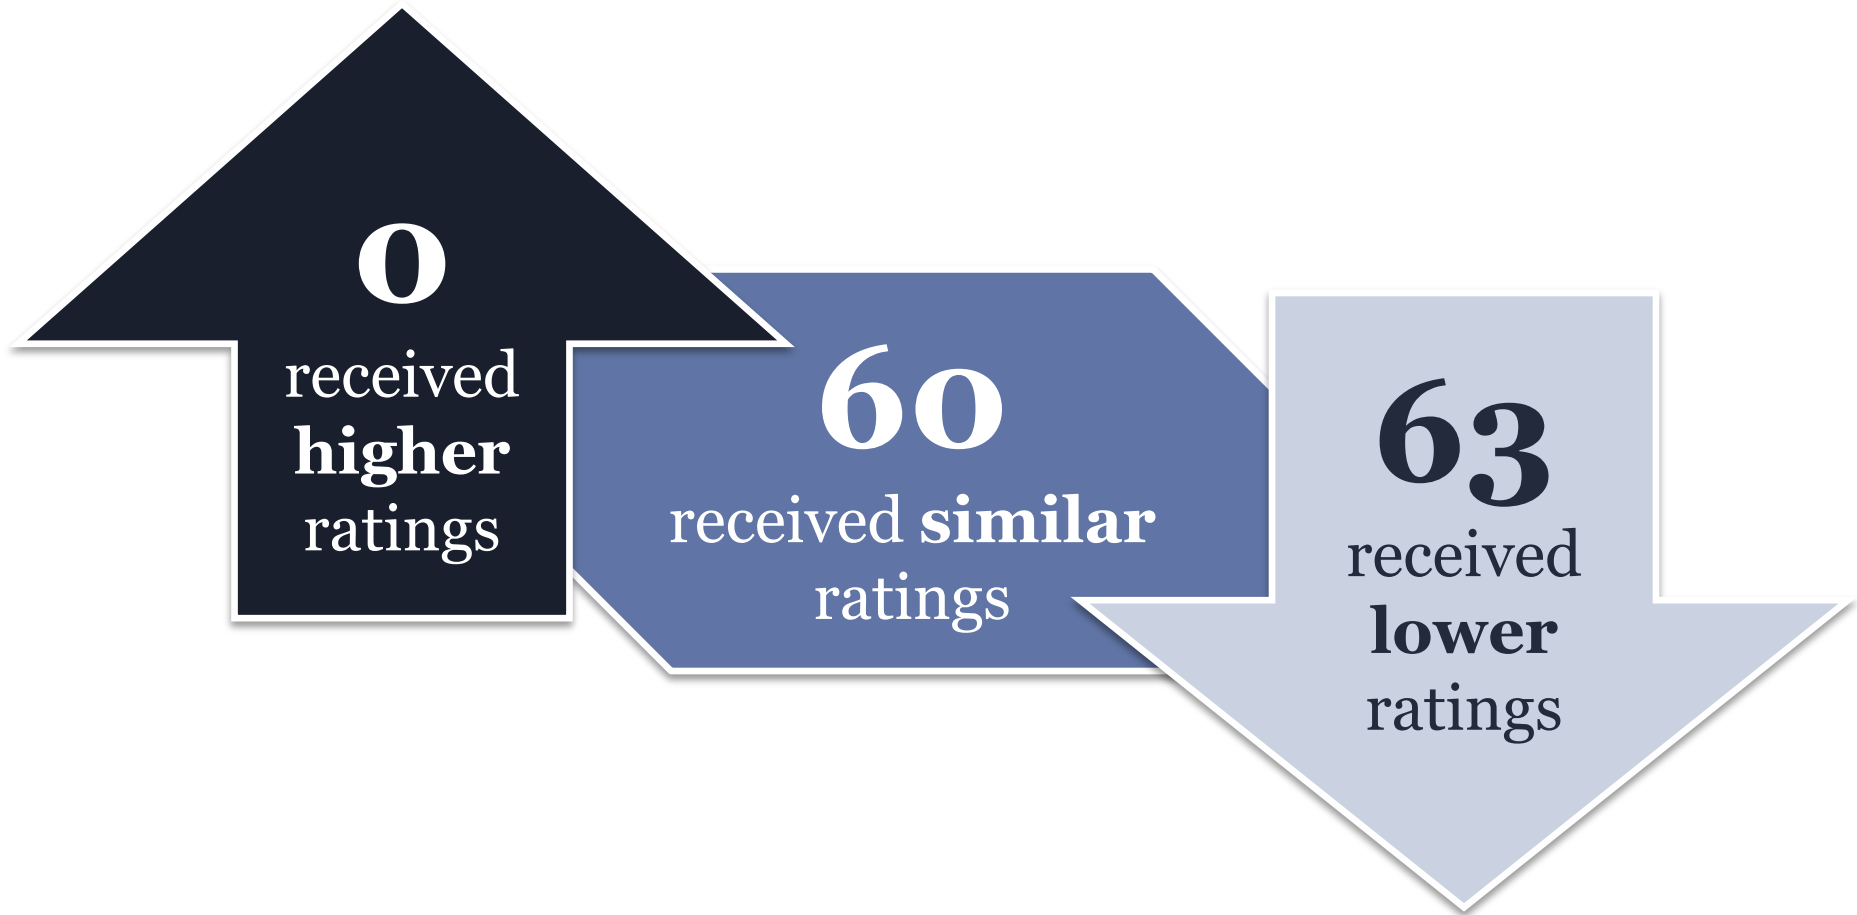 0
received
higher
ratings
60
received similar
ratings
63
received
lower
ratings